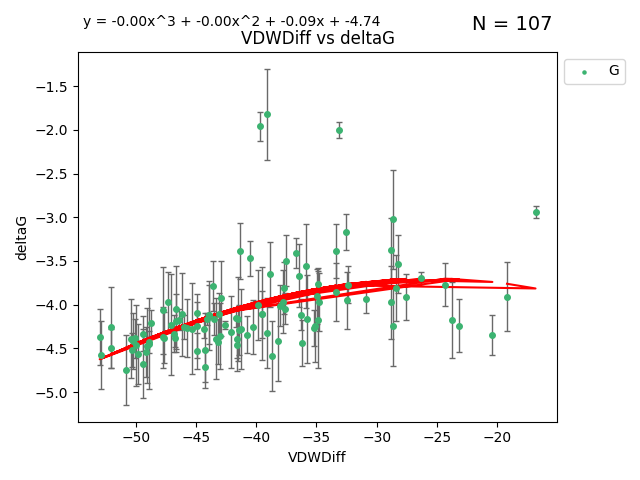 y = -0.00x^3 + -0.00x^2 + -0.09x + -4.74
N = 107
VDWDiff vs deltaG
G
−1.5
−2.0
−2.5
−3.0
−3.5
−4.0
−4.5
−5.0
deltaG
−50 −45 −40 −35 −30 −25 −20
VDWDiff